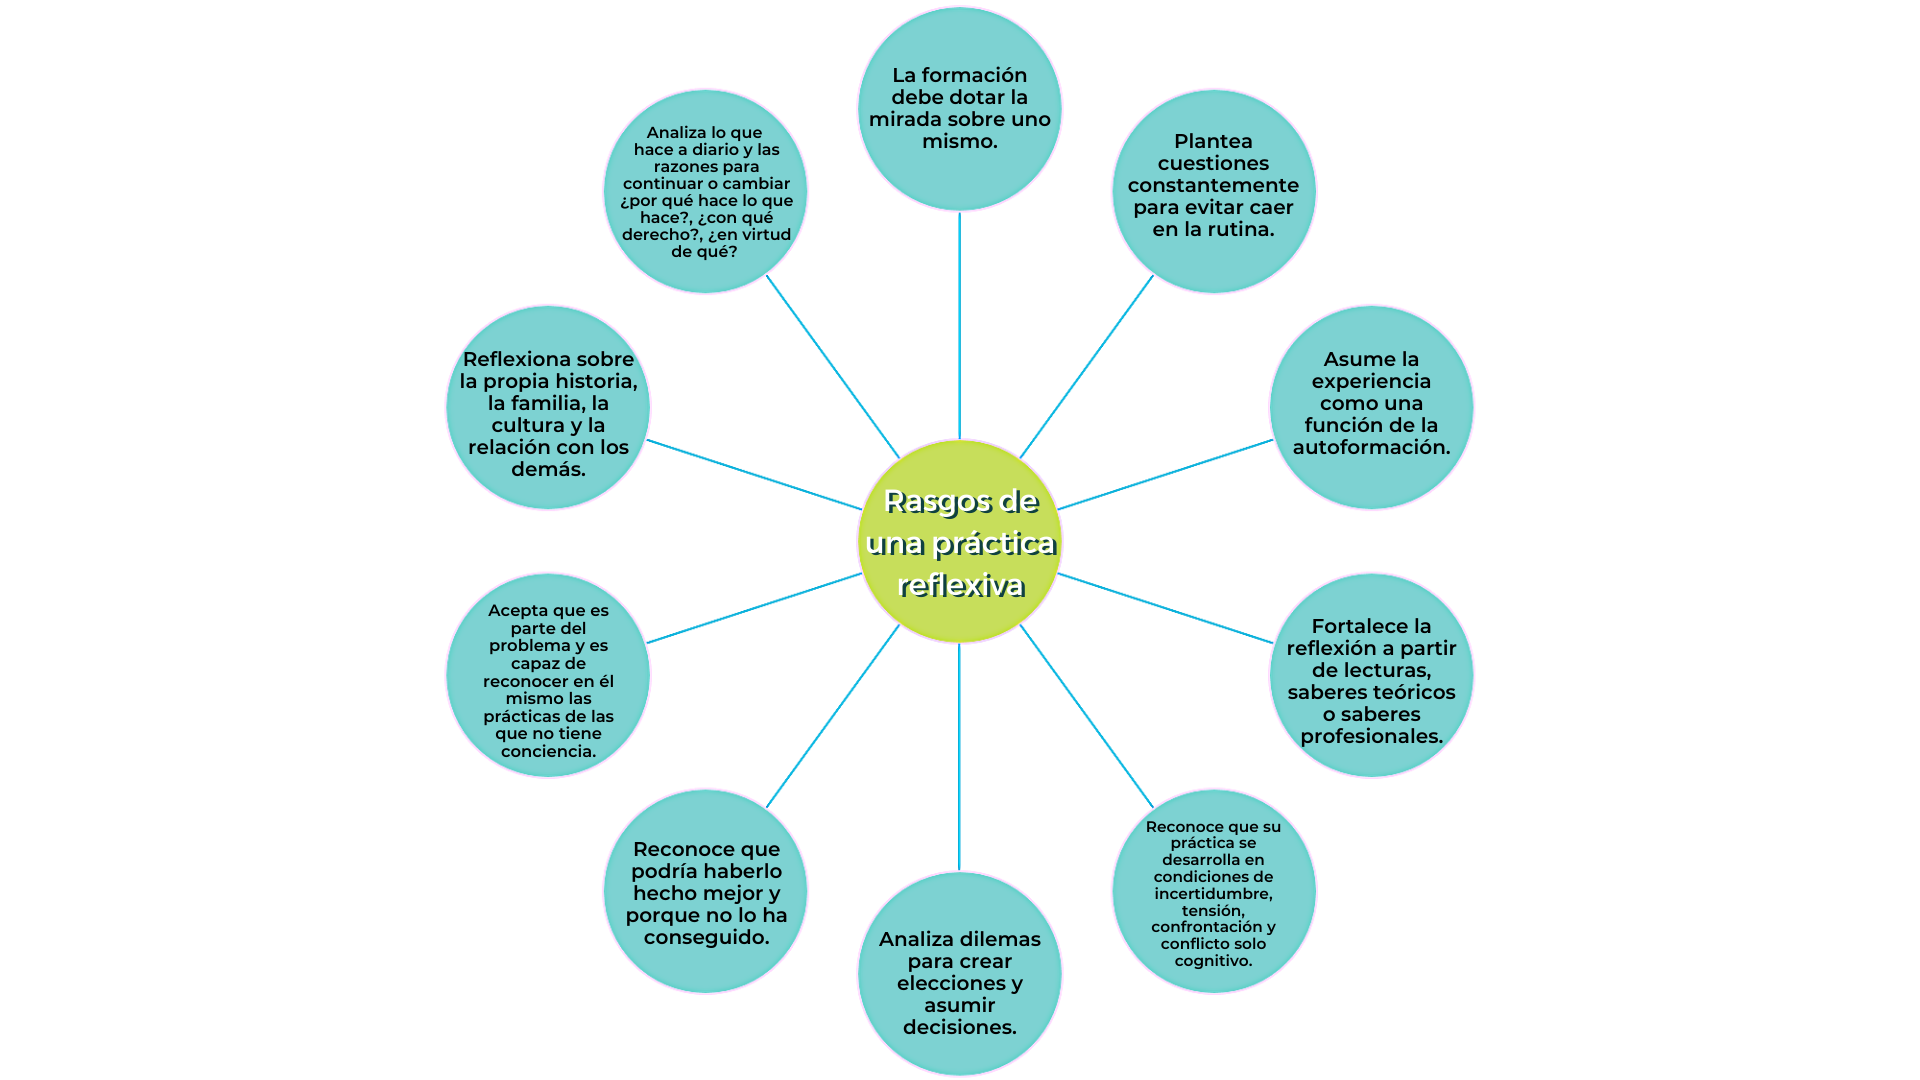 La formación
debe dotar la
mirada sobre uno
mismo.
Plantea
cuestiones
constantemente
para evitar caer
en la rutina.
Asume la
experiencia
como una
función de la
autoformación.
Fortalece la
reflexión a partir
de lecturas,
saberes teóricos
o saberes
profesionales.
Reconoce que su
práctica se
desarrolla en
condiciones de
incertidumbre,
tensión,
confrontación y
conflicto solo
cognitivo.
Analiza dilemas
para crear
elecciones y
asumir
decisiones.
Reconoce que
podría haberlo
hecho mejor y
porque no lo ha
conseguido.
Acepta que es
parte del
problema y es
capaz de
reconocer en él
mismo las
prácticas de las
que no tiene
conciencia.
Reflexiona sobre
la propia historia,
la familia, la
cultura y la
relación con los
demás.
Analiza lo que
hace a diario y las
razones para
continuar o cambiar
¿por qué hace lo que
hace?, ¿con qué
derecho?, ¿en virtud
de qué?
Rasgos de
una práctica
reflexiva